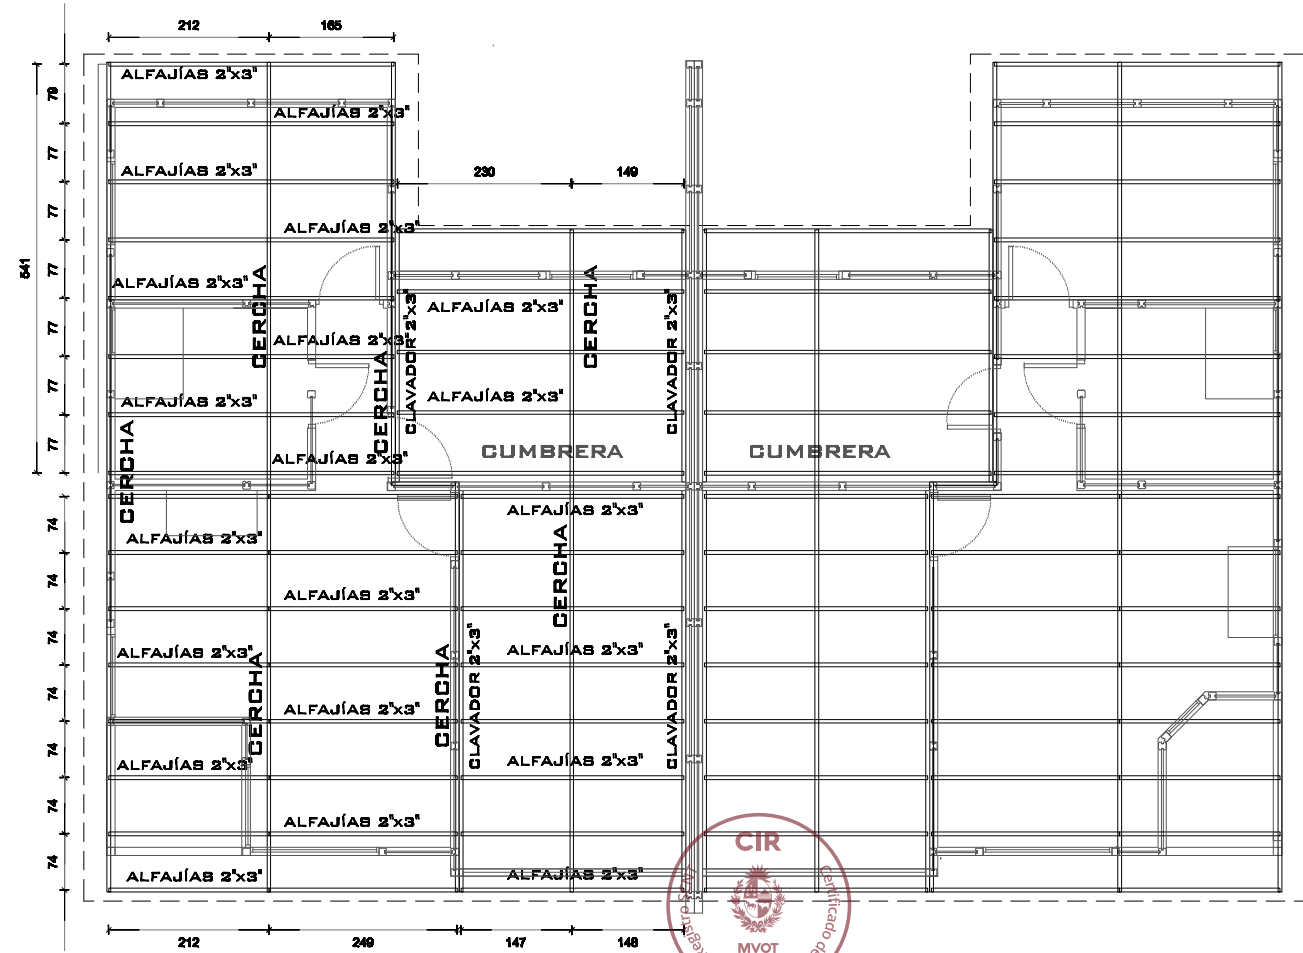 212 165
ALFAJÍAS 2"x3"
79
ALFAJÍAS 2"x3"
77
ALFAJÍAS 2"x3"
230 149
77
ALFAJÍAS 2"x3"
541
77
ALFAJÍAS 2"x3"
CERCHA
CERCHA
CLAVADOR 2"x3"
CLAVADOR 2"x3"
ALFAJÍAS 2"x3"
77
ALFAJÍAS 2"x3"
CERCHA
77
ALFAJÍAS 2"x3"
ALFAJÍAS 2"x3"
77
CUMBRERA CUMBRERA
ALFAJÍAS 2"x3"
CERCHA
ALFAJÍAS 2"x3"
74
ALFAJÍAS 2"x3"
CERCHA
74
ALFAJÍAS 2"x3"
74
ALFAJÍAS 2"x3"
ALFAJÍAS 2"x3"
CERCHA
CERCHA
CLAVADOR 2"x3"
CLAVADOR 2"x3"
74
ALFAJÍAS 2"x3"
74
ALFAJÍAS 2"x3"
ALFAJÍAS 2"x3"
74
ALFAJÍAS 2"x3"
CIR
74
ALFAJÍAS 2"x3"
ALFAJÍAS 2"x3"
Certificado de
MVOT
212 249 147 148